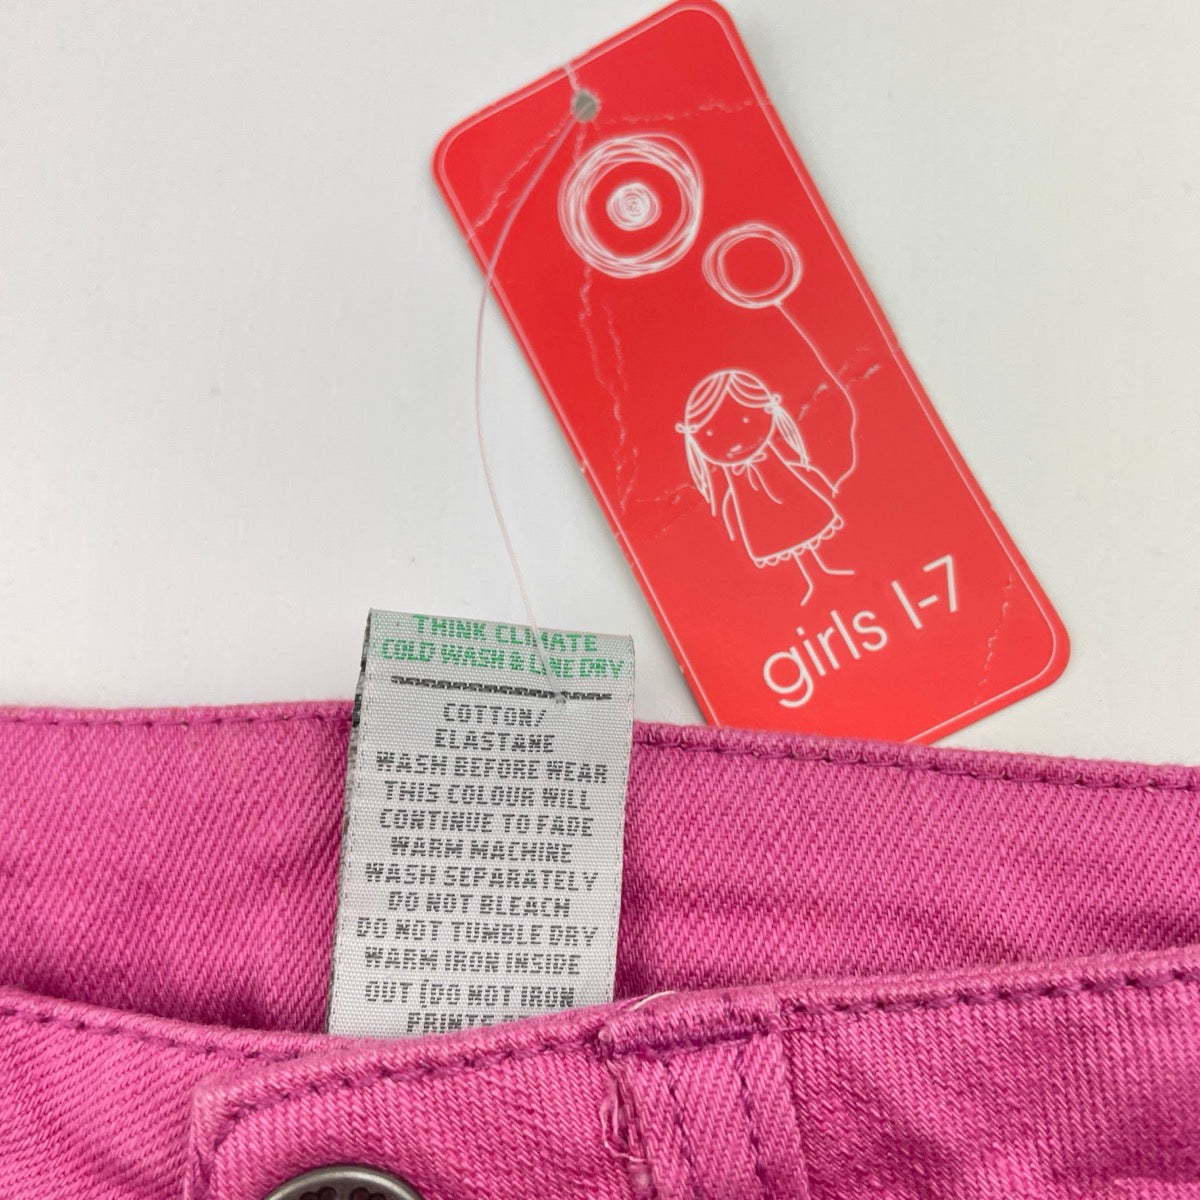 girls 1-7
THINK CLIMATE
COLD WASH & LINE DRY
COTTON/
ELASTANE
WASH BEFORE WEAR
THIS COLOUR WILL
CONTINUE TO FADE
WARM MACHINE
WASH SEPARATELY
DO NOT BLEACH
DO NOT TUMBLE DRY
WARM IRON INSIDE
OUT (DO NOT IRON